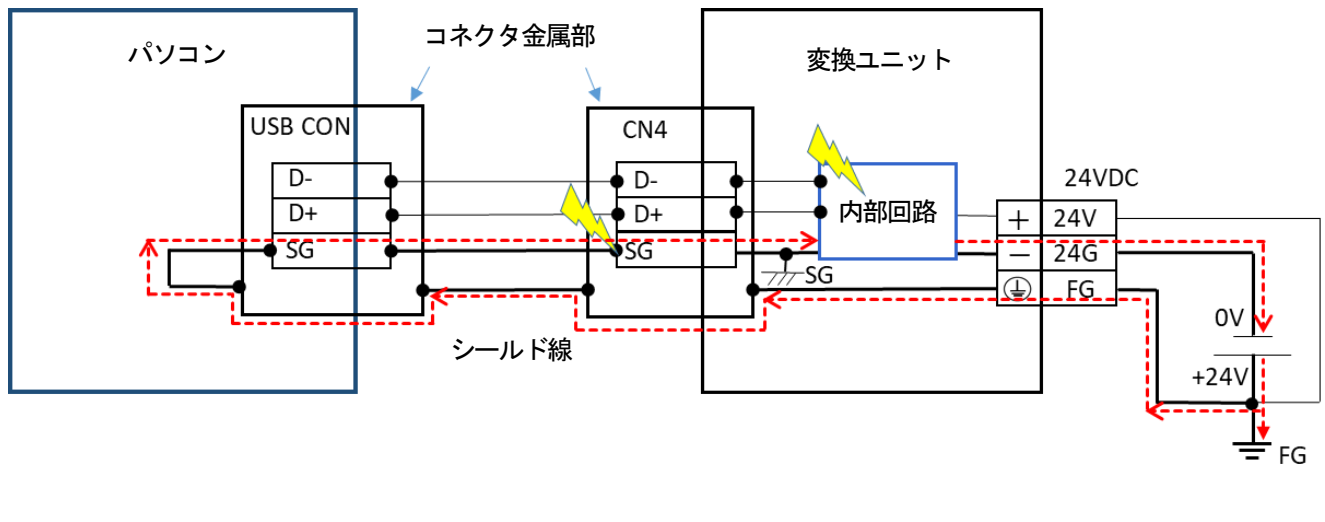 パソコン
コネクタ金属部
変換ユニット
USB CON
CN4
D-
D+
SG
D-
D+
SG
内部回路
SG
24VDC
+ 24V
- 24G
FG
0V
+24V
シールド線
FG